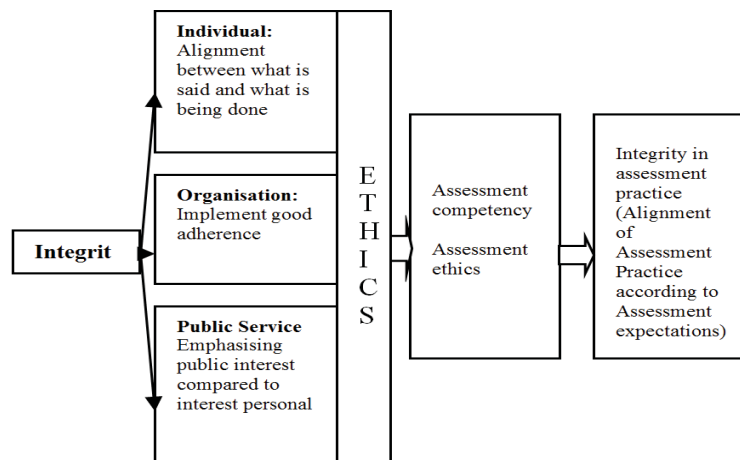 Individual:
Alignment
between what is
said and what is
being done
Organisation:
Implement good
adherence
Integrit
Public Service
Emphasising
public interest
compared to
interest personal
E
T
H
I
C
S
Assessment
competency
Assessment
ethics
Integrity in
assessment
practice
(Alignment
of
Assessment
Practice
according to
Assessment
expectations)